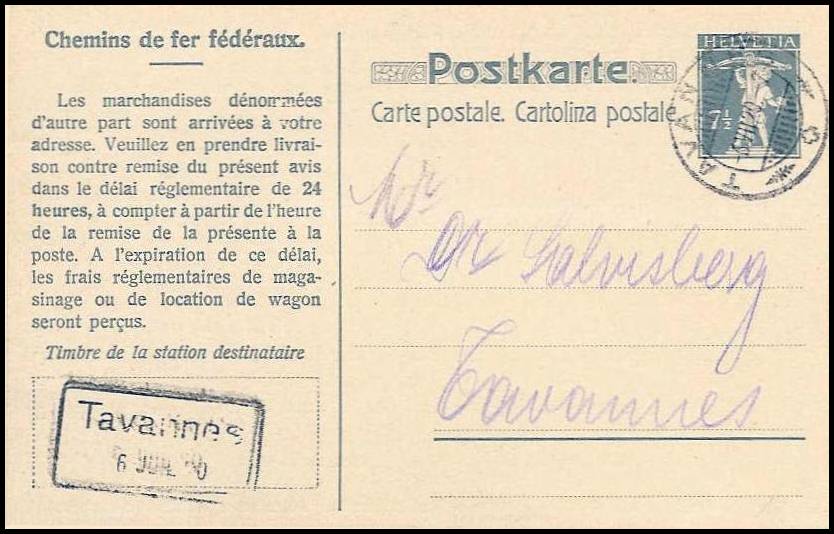 Chemins de fer fédéraux.
Les marchandises dénommées
d'autre part sont arrivées à votre
adresse. Veuillez en prendre livrai-
son contre remise du présent avis
dans le délai réglementaire de 24
heures, à compter à partir de l'heure
de la remise de la présente à la
poste. A l'expiration de ce délai,
les frais réglementaires de maga-
sinage ou de location de wagon
seront perçus.
Timbre de la station destinataire
Tavannes
6
Postkarte.
Carte postale. Cartolina postale.
HELVETIA
7½
TAVAN
Dr Galvisberg
Tavannes